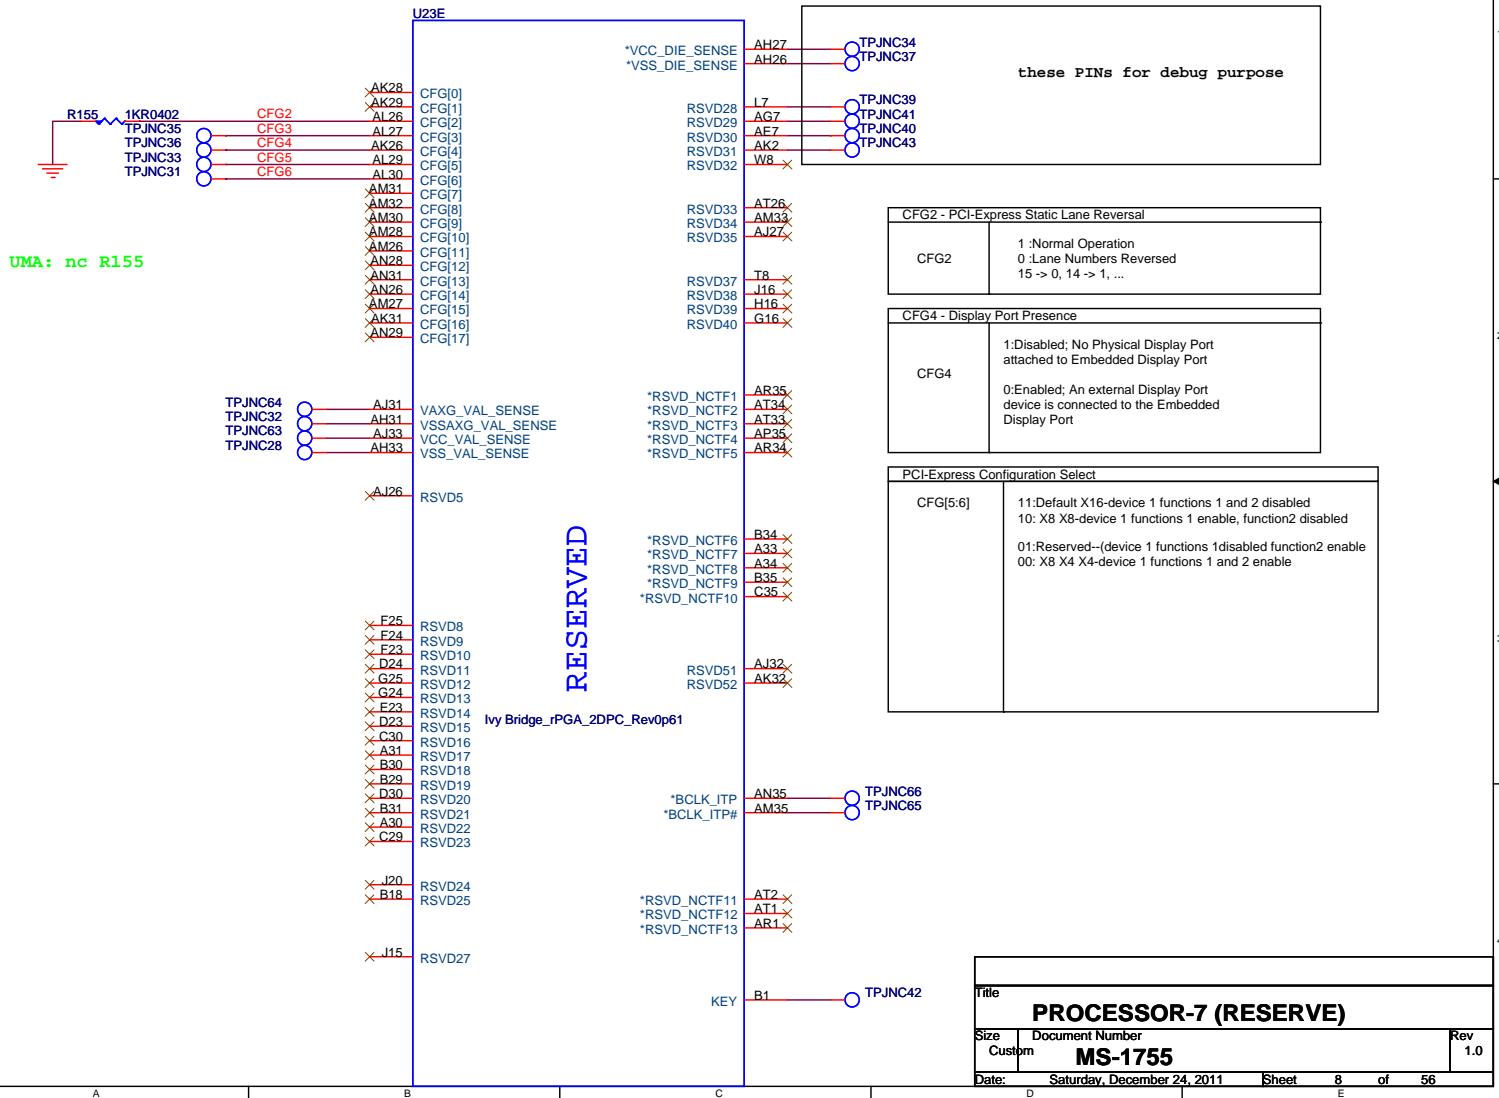 U23E
*VCC_DIE_SENSE AH27 TPJNC34
*VSS_DIE_SENSE AH26 TPJNC37
these PINs for debug purpose
AK28 CFG[0]
AK29 CFG[1]
R155 1KR0402 CFG2 AL26 CFG[2]
TPJNC35 CFG3 AL27 CFG[3]
TPJNC36 CFG4 AK26 CFG[4]
TPJNC33 CFG5 AL29 CFG[5]
TPJNC31 CFG6 AL30 CFG[6]
AM31 CFG[7]
AM32 CFG[8]
AM30 CFG[9]
AM28 CFG[10]
AM26 CFG[11]
AN28 CFG[12]
AN31 CFG[13]
AN26 CFG[14]
AM27 CFG[15]
AK31 CFG[16]
AN29 CFG[17]
UMA: nc R155
RSVD28 L7 TPJNC39
RSVD29 AG7 TPJNC41
RSVD30 AE7 TPJNC40
RSVD31 AK2 TPJNC43
RSVD32 W8
RSVD33 AT26
RSVD34 AM33
RSVD35 AJ27
RSVD37 T8
RSVD38 J16
RSVD39 H16
RSVD40 G16
CFG2 - PCI-Express Static Lane Reversal
CFG2
1 :Normal Operation
0 :Lane Numbers Reversed
15 -> 0, 14 -> 1, ...
CFG4 - Display Port Presence
CFG4
1:Disabled; No Physical Display Port
attached to Embedded Display Port
0:Enabled; An external Display Port
device is connected to the Embedded
Display Port
TPJNC64 AJ31 VAXG_VAL_SENSE
TPJNC32 AH31 VSSAXG_VAL_SENSE
TPJNC63 AJ33 VCC_VAL_SENSE
TPJNC28 AH33 VSS_VAL_SENSE
*RSVD_NCTF1 AR35
*RSVD_NCTF2 AT34
*RSVD_NCTF3 AT33
*RSVD_NCTF4 AP35
*RSVD_NCTF5 AR34
PCI-Express Configuration Select
CFG[5:6]
11:Default X16-device 1 functions 1 and 2 disabled
10: X8 X8-device 1 functions 1 enable, function2 disabled
01:Reserved--(device 1 functions 1disabled function2 enable
00: X8 X4 X4-device 1 functions 1 and 2 enable
AJ26 RSVD5
RESERVED
*RSVD_NCTF6 B34
*RSVD_NCTF7 A33
*RSVD_NCTF8 A34
*RSVD_NCTF9 B35
*RSVD_NCTF10 C35
F25 RSVD8
F24 RSVD9
F23 RSVD10
D24 RSVD11
G25 RSVD12
G24 RSVD13
E23 RSVD14
D23 RSVD15
C30 RSVD16
A31 RSVD17
B30 RSVD18
B29 RSVD19
D30 RSVD20
B31 RSVD21
A30 RSVD22
C29 RSVD23
RSVD51 AJ32
RSVD52 AK32
Ivy Bridge_rPGA_2DPC_Rev0p61
*BCLK_ITP AN35 TPJNC66
*BCLK_ITP# AM35 TPJNC65
J20 RSVD24
B18 RSVD25
*RSVD_NCTF11 AT2
*RSVD_NCTF12 AT1
*RSVD_NCTF13 AR1
J15 RSVD27
KEY B1 TPJNC42
Title
PROCESSOR-7 (RESERVE)
Size Document Number Rev
Custom MS-1755 1.0
Date: Saturday, December 24, 2011 Sheet 8 of 56
A B C D E